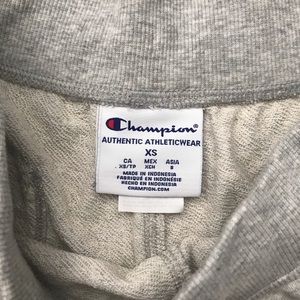 Champion
AUTHENTIC ATHLETICWEAR
XS
CA MEX ASIA
XS/TP XCH S
MADE IN INDONESIA
FABRIQUÉ EN INDONÉSIE
HECHO EN INDONESIA
CHAMPION.COM